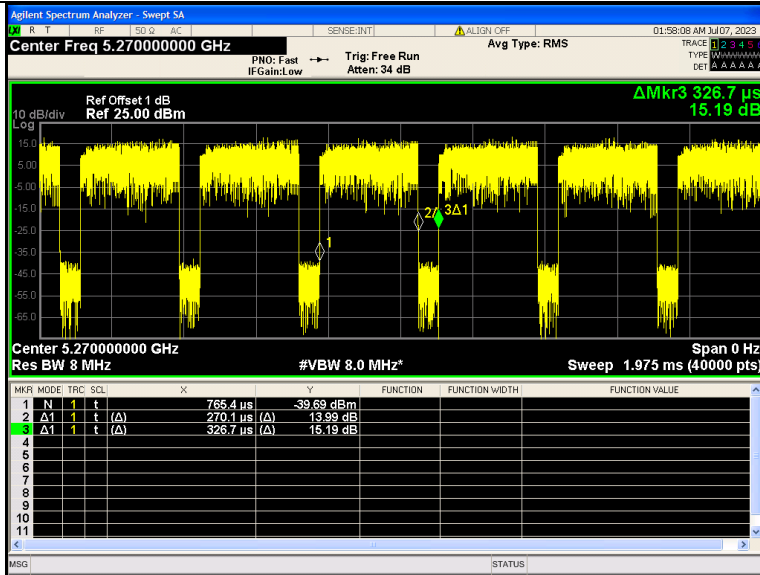 Agilent Spectrum Analyzer - Swept SA
LXI R T RF 50 Ω AC SENSE:INT ALIGN OFF 01:58:08 AM Jul 07, 2023
Center Freq 5.270000000 GHz Avg Type: RMS TRACE 1 2 3 4 5
PNO: Fast Trig: Free Run TYPE
IFGain:Low Atten: 34 dB DET A A A A A
ΔMkr3 326.7 µs
Ref Offset 1 dB 15.19 dB
10 dB/div Ref 25.00 dBm
Log
15.0
5.00
-5.00
-15.0
2Δ 3Δ1
-25.0
1
-35.0
-45.0
-55.0
-65.0
Center 5.270000000 GHz Span 0 Hz
Res BW 8 MHz #VBW 8.0 MHz* Sweep 1.975 ms (40000 pts)
MKR MODE TRC SCL X Y FUNCTION FUNCTION WIDTH FUNCTION VALUE
1 N 1 t 765.4 µs -39.69 dBm
2 Δ1 1 t (Δ) 270.1 µs (Δ) 13.99 dB
3 Δ1 1 t (Δ) 326.7 µs (Δ) 15.19 dB
4
5
6
7
8
9
10
11
MSG STATUS